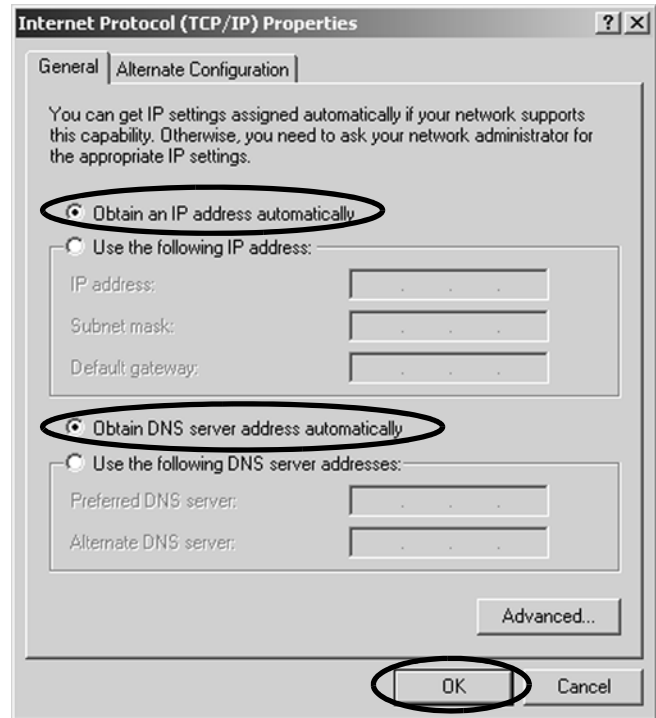 Internet Protocol (TCP/IP) Properties ? X
General Alternate Configuration
You can get IP settings assigned automatically if your network supports
this capability. Otherwise, you need to ask your network administrator for
the appropriate IP settings.
Obtain an IP address automatically
Use the following IP address:
IP address:
Subnet mask:
Default gateway:
Obtain DNS server address automatically
Use the following DNS server addresses:
Preferred DNS server:
Alternate DNS server:
Advanced...
OK Cancel